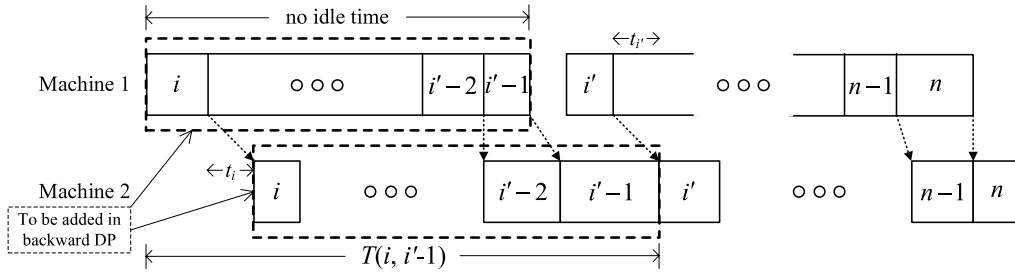 no idle time
←t_{i'}→
Machine 1 i ○○○ i′−2 i′−1 i′ ○○○ n−1 n
←t_i→
Machine 2 i ○○○ i′−2 i′−1 i′ ○○○ n−1 n
To be added in
backward DP
T(i, i′-1)